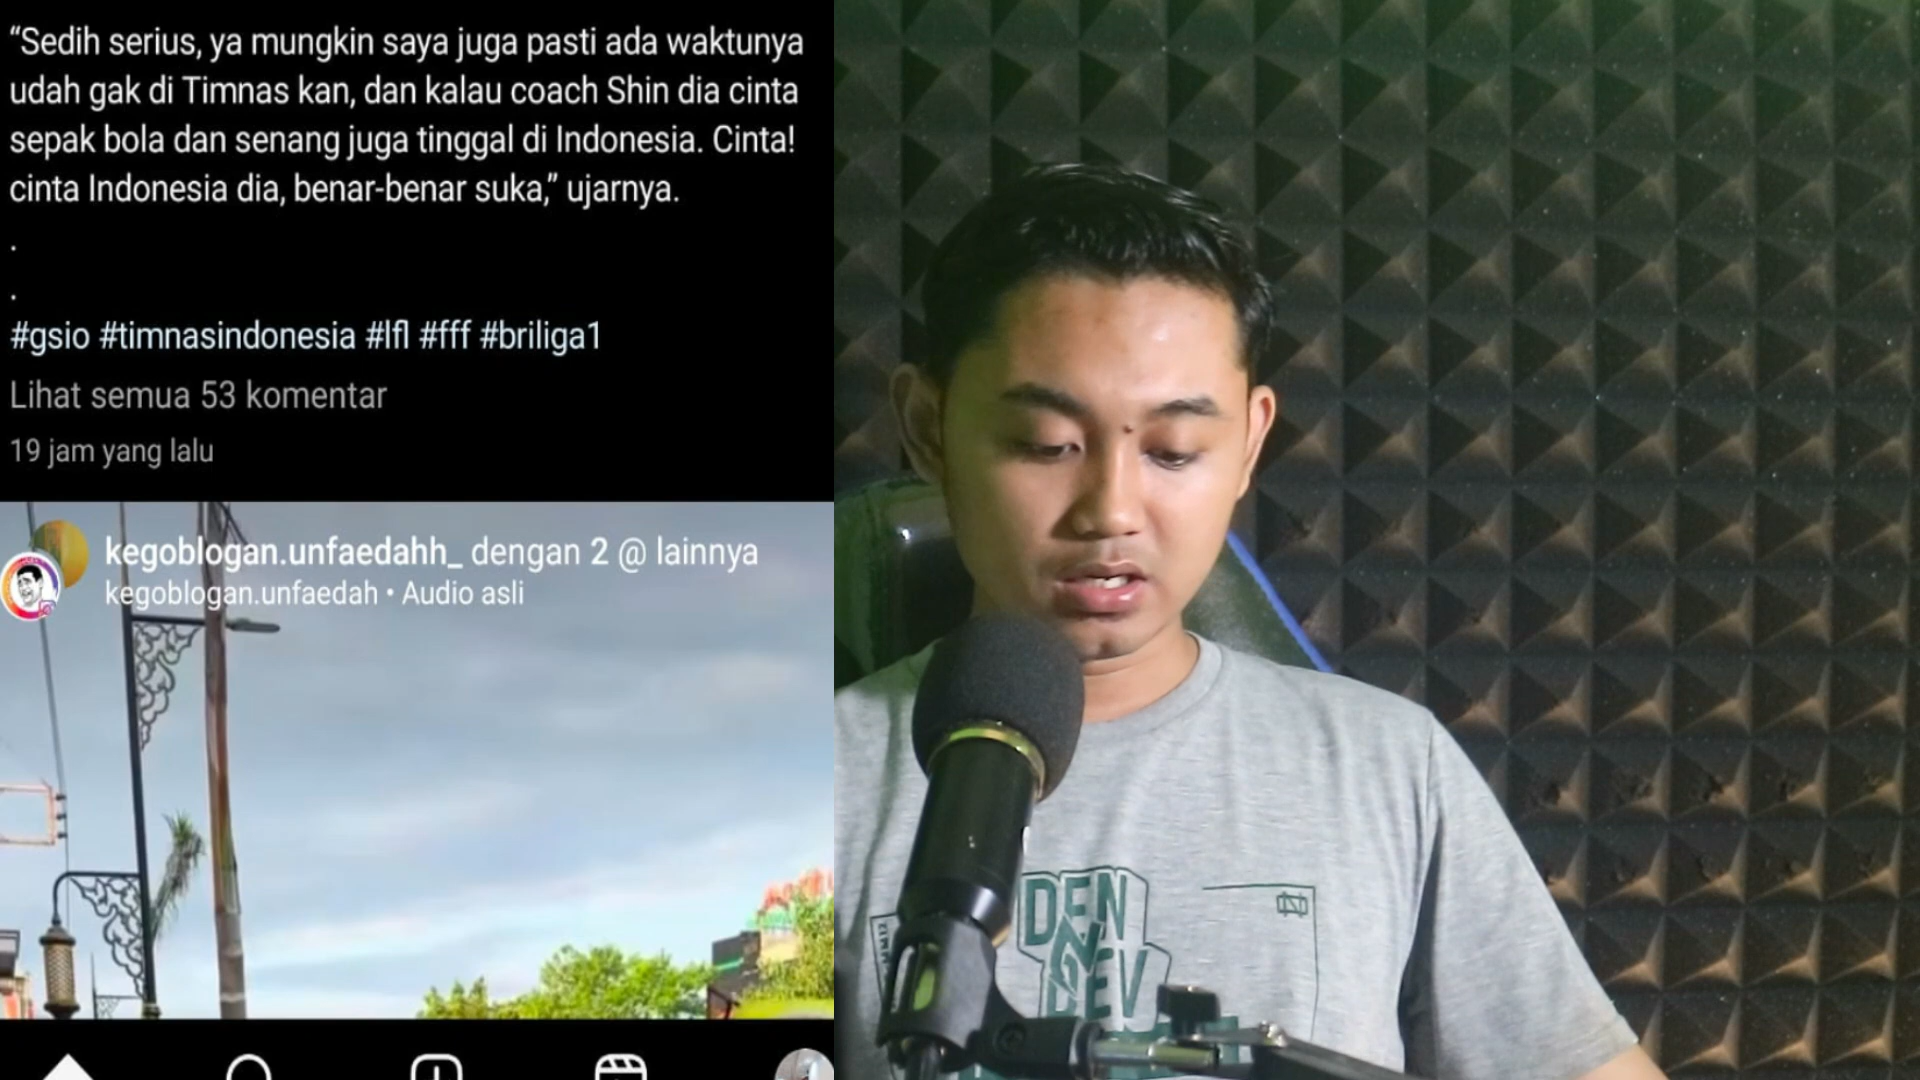 “Sedih serius, ya mungkin saya juga pasti ada waktunya
udah gak di Timnas kan, dan kalau coach Shin dia cinta
sepak bola dan senang juga tinggal di Indonesia. Cinta!
cinta Indonesia dia, benar-benar suka,” ujarnya.
.
.
#gsio #timnasindonesia #lfl #fff #briliga1
Lihat semua 53 komentar
19 jam yang lalu
kegoblogan.unfaedahh_ dengan 2 @ lainnya
kegoblogan.unfaedah • Audio asli
DEN
DEV